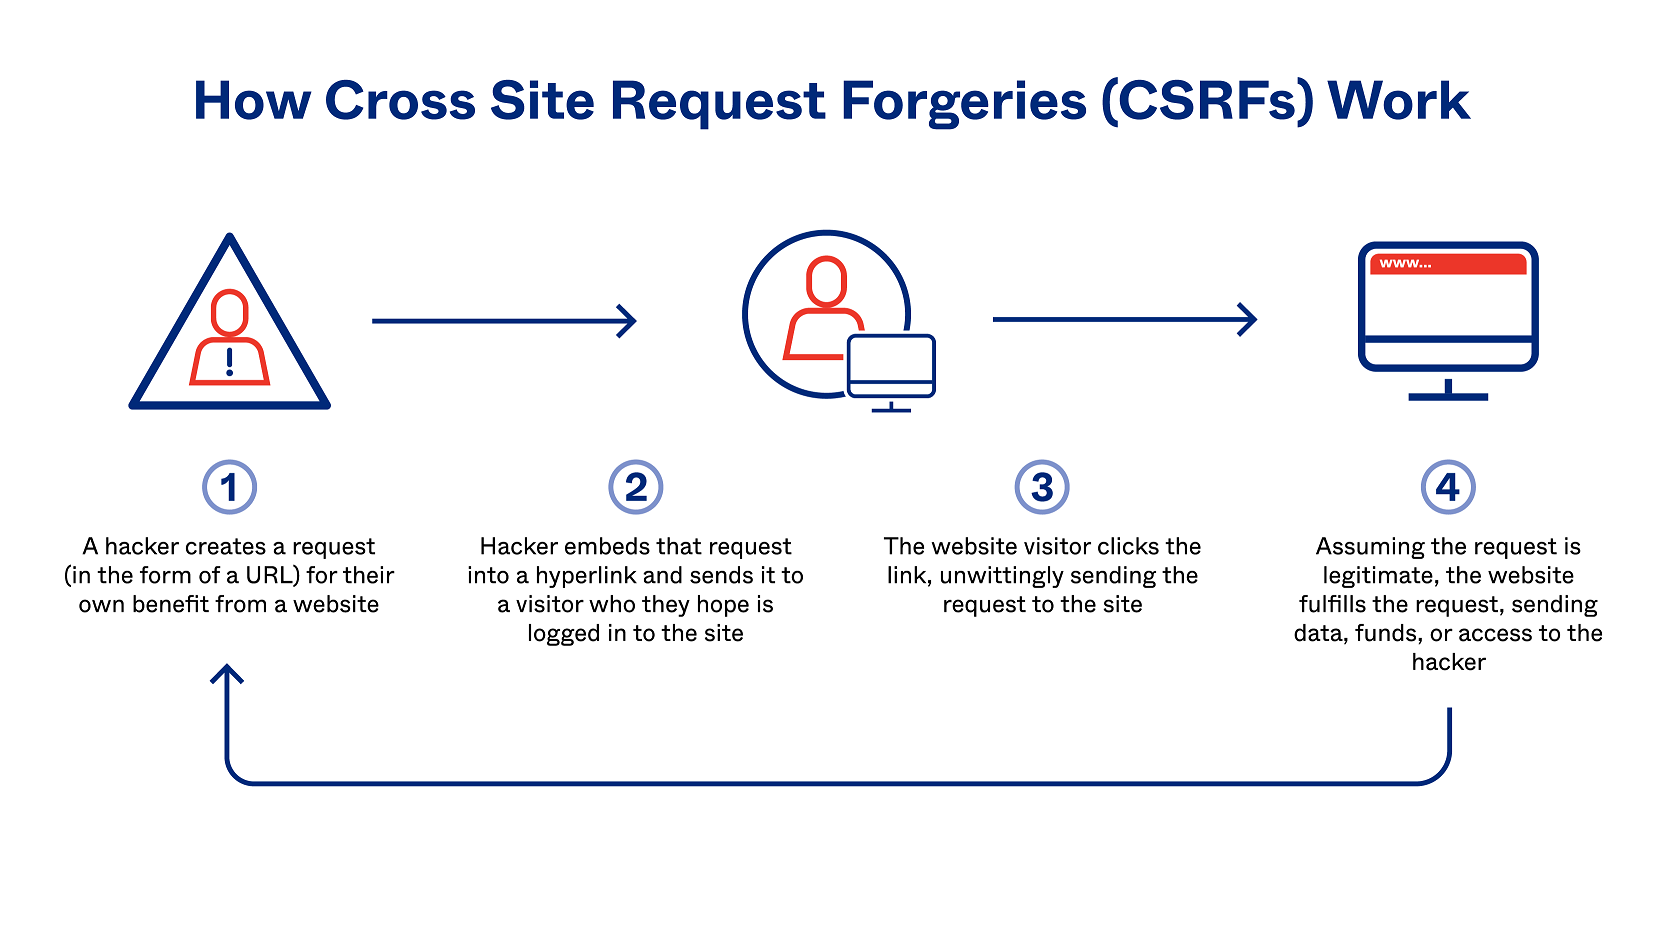 How Cross Site Request Forgeries (CSRFs) Work
!
www...
1
A hacker creates a request
(in the form of a URL) for their
own benefit from a website
2
Hacker embeds that request
into a hyperlink and sends it to
a visitor who they hope is
logged in to the site
3
The website visitor clicks the
link, unwittingly sending the
request to the site
4
Assuming the request is
legitimate, the website
fulfills the request, sending
data, funds, or access to the
hacker